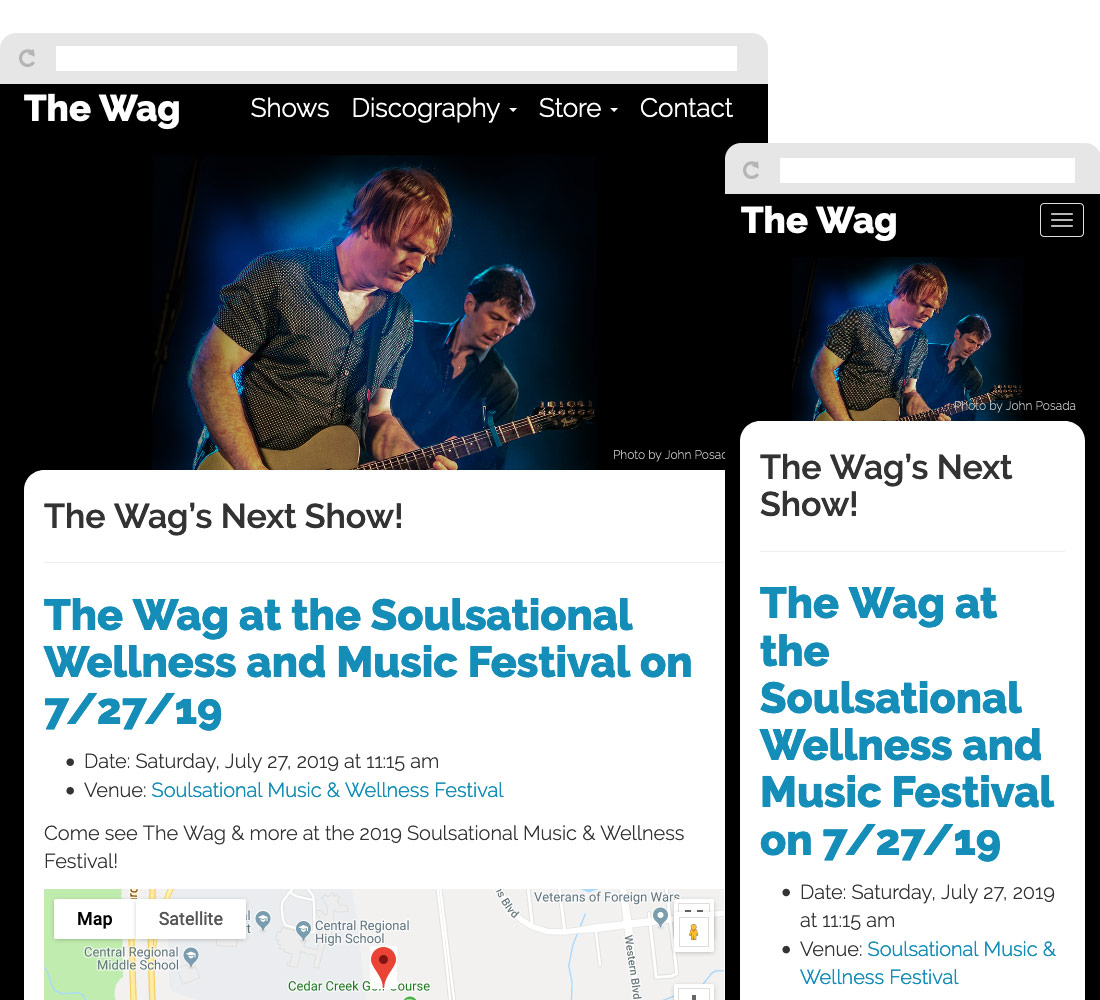 The Wag
Shows Discography Store Contact
Photo by John Posad
The Wag’s Next Show!
The Wag at the Soulsational
Wellness and Music Festival on
7/27/19
Date: Saturday, July 27, 2019 at 11:15 am
Venue: Soulsational Music & Wellness Festival
Come see The Wag & more at the 2019 Soulsational Music & Wellness
Festival!
Map
Satellite
Central Regional
High School
Central Regional
Middle School
Cedar Creek Golf Course
Veterans of Foreign Wars
Western Blvd
The Wag
Photo by John Posada
The Wag’s Next
Show!
The Wag at
the
Soulsational
Wellness and
Music Festival
on 7/27/19
Date: Saturday, July 27, 2019
at 11:15 am
Venue: Soulsational Music &
Wellness Festival